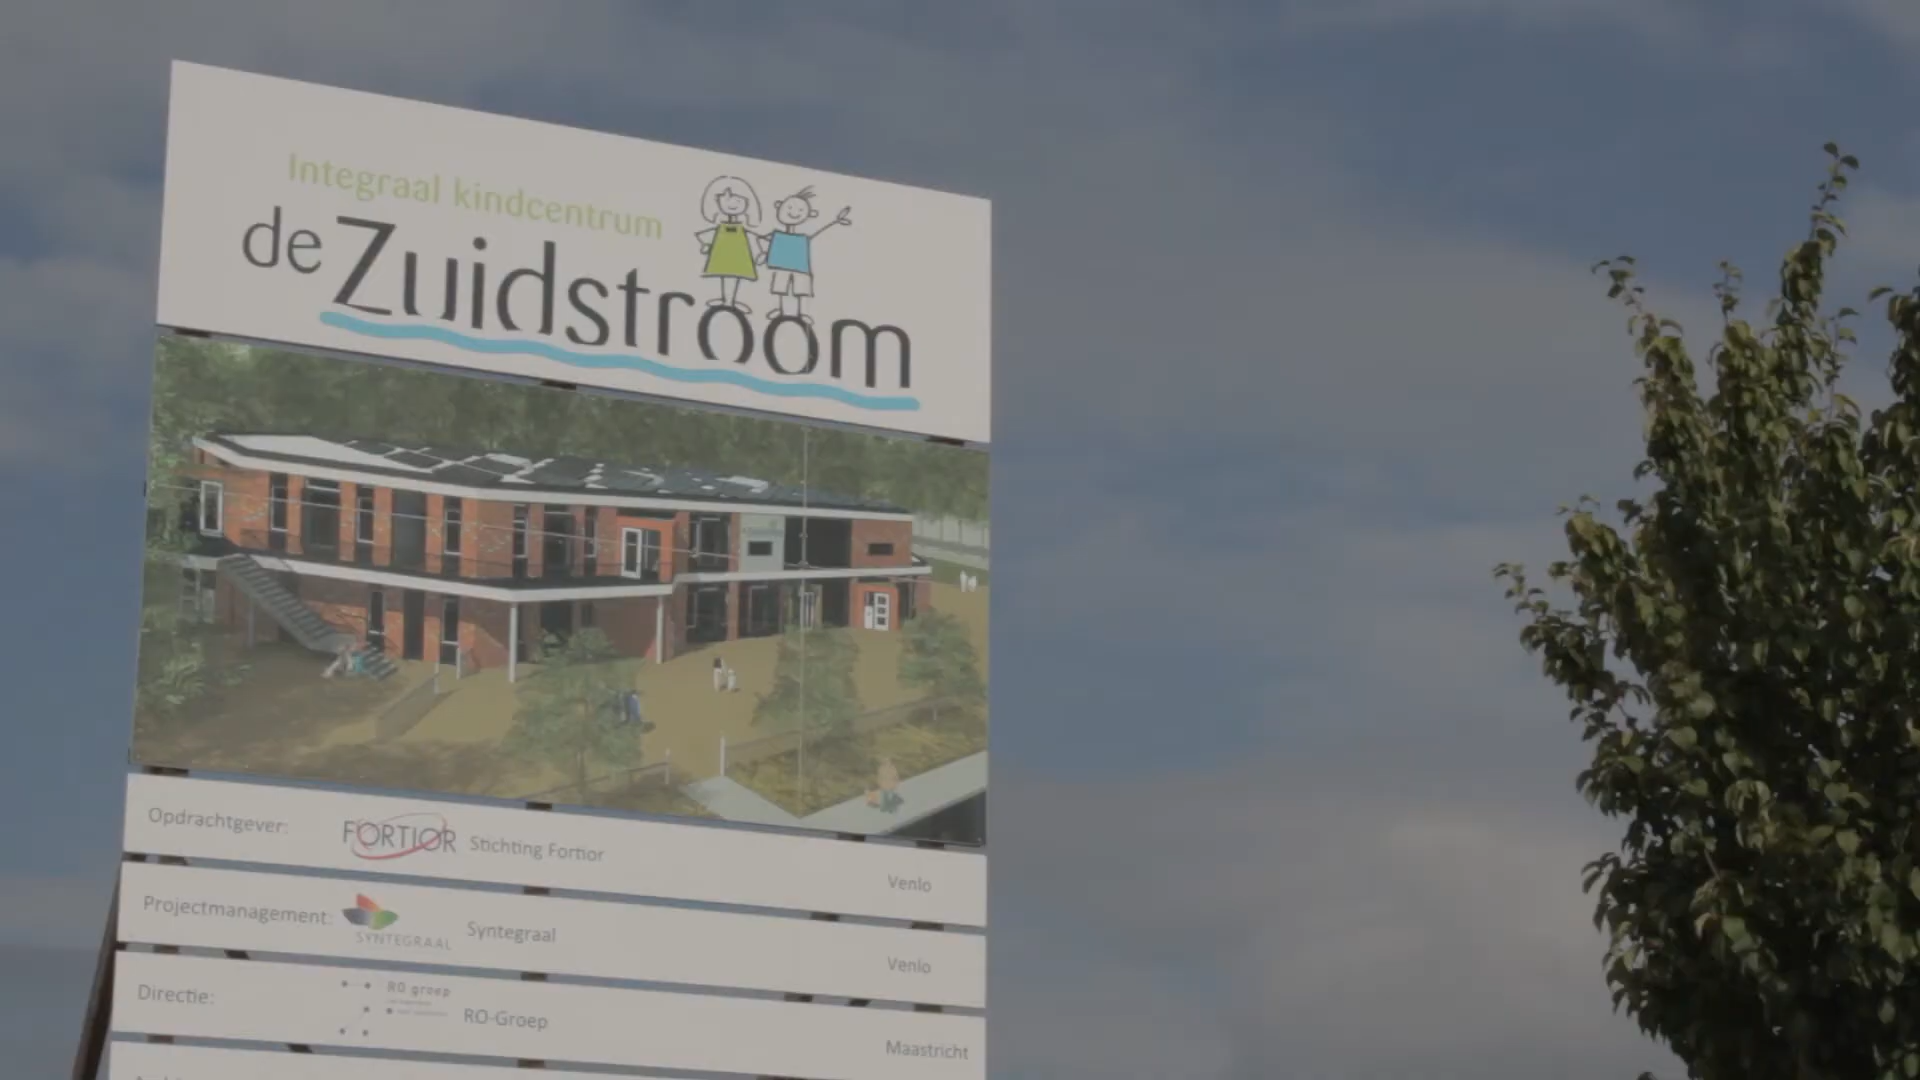 Integraal kindcentrum
de Zuidstroom
Opdrachtgever: FORTIOR Stichting Fortior Venlo
Projectmanagement: SYNTEGRAAL Syntegraal Venlo
Directie: RO groep RO-Groep Maastricht